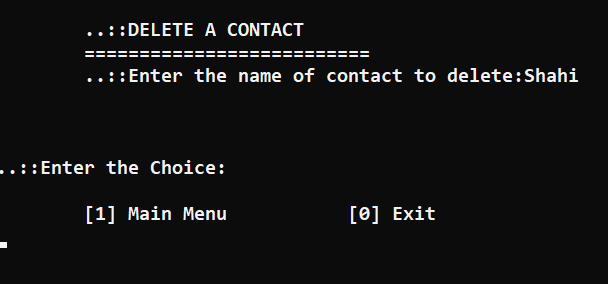 ..::DELETE A CONTACT
==========================
..::Enter the name of contact to delete:Shahi
..::Enter the Choice:
[1] Main Menu [0] Exit